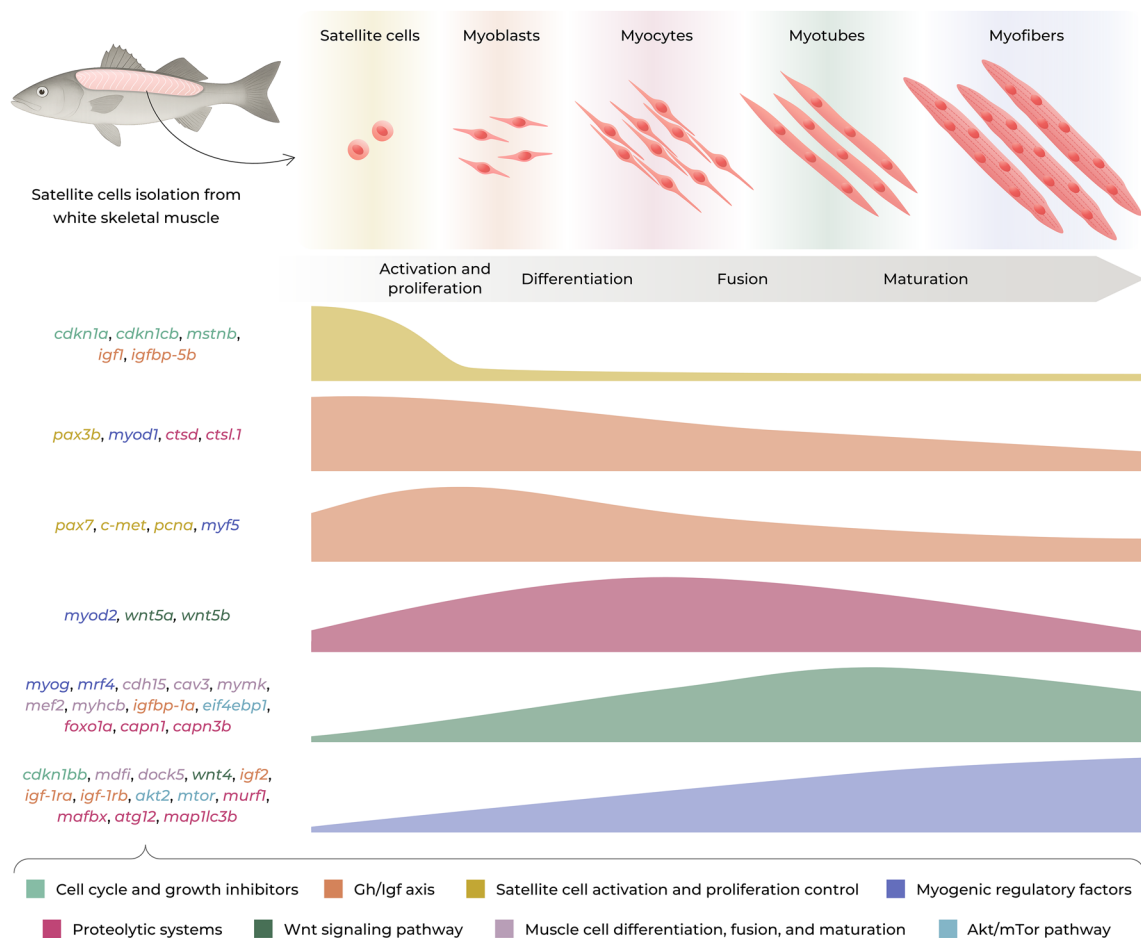 Satellite cells
Myoblasts
Myocytes
Myotubes
Myofibers
Satellite cells isolation from
white skeletal muscle
Activation and
proliferation
Differentiation
Fusion
Maturation
cdkn1a, cdkn1cb, mstnb,
igf1, igfbp-5b
pax3b, myod1, ctsd, ctsl.1
pax7, c-met, pcna, myf5
myod2, wnt5a, wnt5b
myog, mrf4, cdh15, cav3, mymk,
mef2, myhcb, igfbp-1a, eif4ebp1,
foxo1a, capn1, capn3b
cdkn1bb, mdfi, dock5, wnt4, igf2,
igf-1ra, igf-1rb, akt2, mtor, murf1,
mafbx, atg12, map1lc3b
Cell cycle and growth inhibitors
Gh/Igf axis
Satellite cell activation and proliferation control
Myogenic regulatory factors
Proteolytic systems
Wnt signaling pathway
Muscle cell differentiation, fusion, and maturation
Akt/mTor pathway